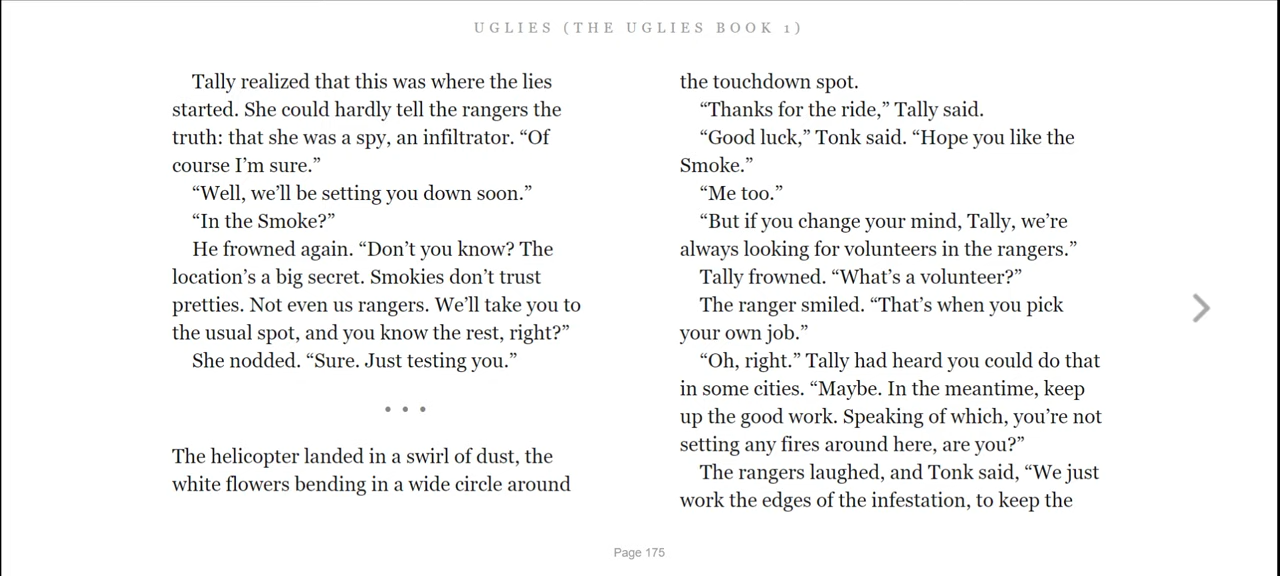 UGLIES (THE UGLIES BOOK 1)
Tally realized that this was where the lies
started. She could hardly tell the rangers the
truth: that she was a spy, an infiltrator. “Of
course I’m sure.”
“Well, we’ll be setting you down soon.”
“In the Smoke?”
He frowned again. “Don’t you know? The
location’s a big secret. Smokies don’t trust
pretties. Not even us rangers. We’ll take you to
the usual spot, and you know the rest, right?”
She nodded. “Sure. Just testing you.”
• • •
The helicopter landed in a swirl of dust, the
white flowers bending in a wide circle around
the touchdown spot.
“Thanks for the ride,” Tally said.
“Good luck,” Tonk said. “Hope you like the
Smoke.”
“Me too.”
“But if you change your mind, Tally, we’re
always looking for volunteers in the rangers.”
Tally frowned. “What’s a volunteer?”
The ranger smiled. “That’s when you pick
your own job.”
“Oh, right.” Tally had heard you could do that
in some cities. “Maybe. In the meantime, keep
up the good work. Speaking of which, you’re not
setting any fires around here, are you?”
The rangers laughed, and Tonk said, “We just
work the edges of the infestation, to keep the
Page 175